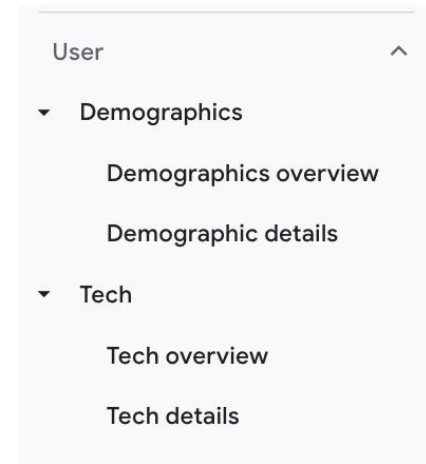 User
Demographics
Demographics overview
Demographic details
Tech
Tech overview
Tech details